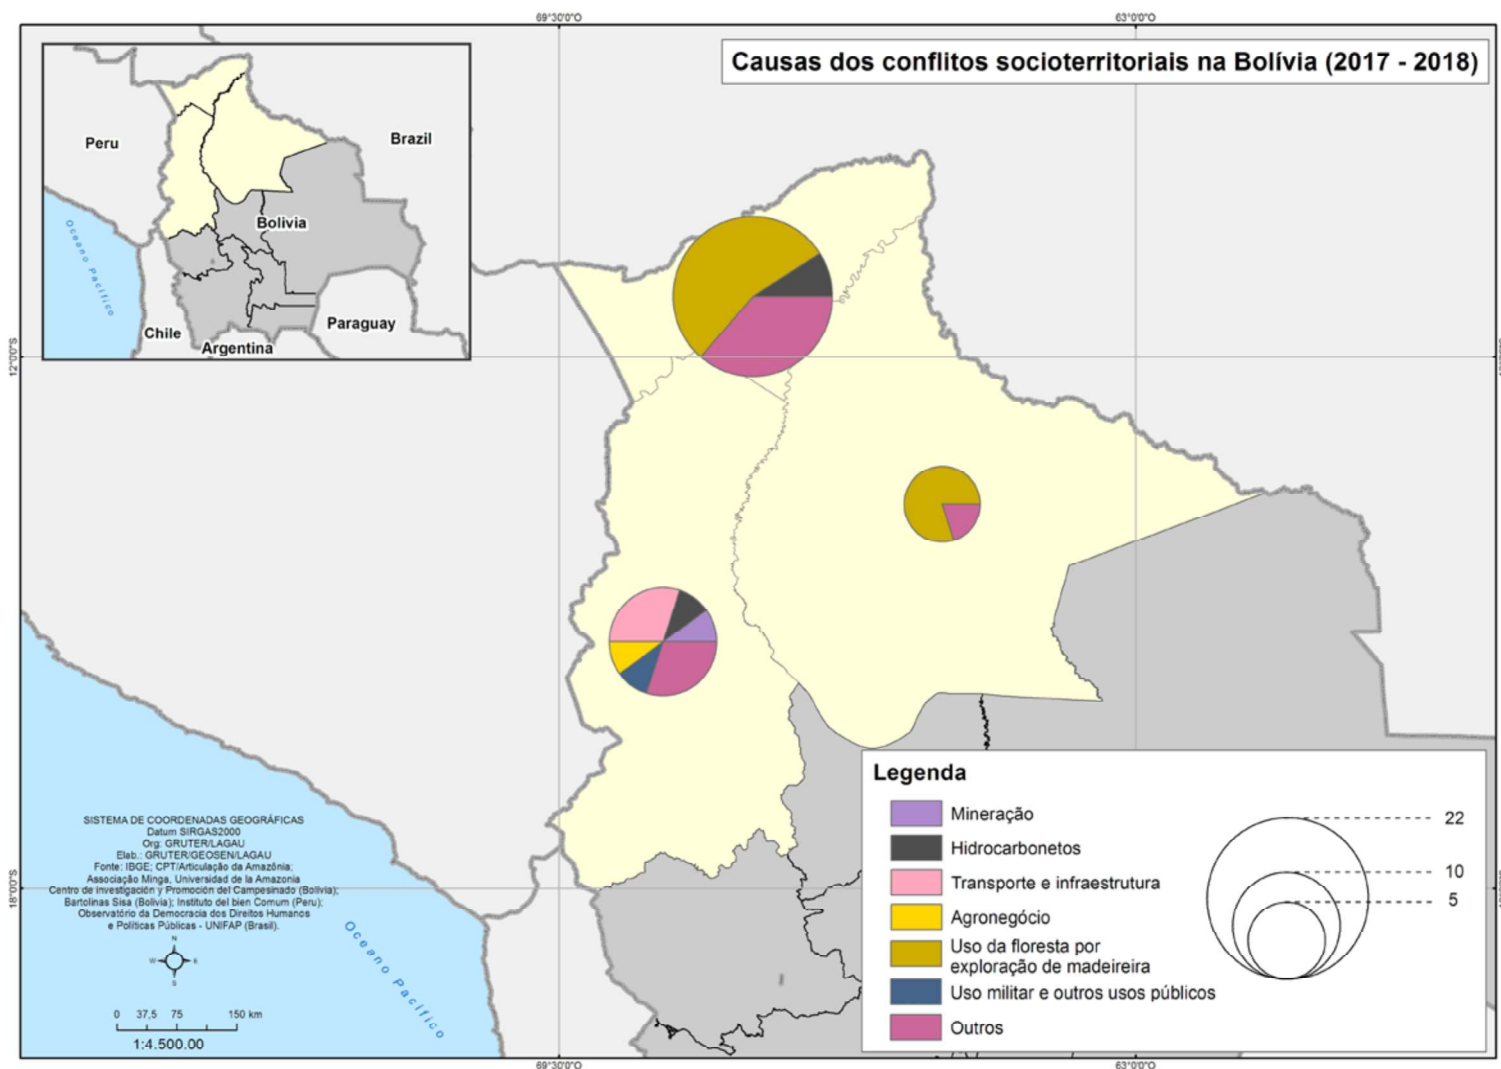 69°30'0"O
63°0'0"O
Causas dos conflitos socioterritoriais na Bolívia (2017 - 2018)
Peru
Brazil
Bolivia
Oceano Pacífico
Chile
Paraguay
Argentina
12°00"S
Legenda
Mineração
Hidrocarbonetos
Transporte e infraestrutura
Agronegócio
Uso da floresta por
exploração de madeireira
Uso militar e outros usos públicos
Outros
22
10
5
SISTEMA DE COORDENADAS GEOGRÁFICAS
Datum SIRGAS2000
Org: GRUTER/LAGAU
Elab.: GRUTER/GEOSEN/LAGAU
Fonte: IBGE; CPT/Articulação da Amazônia;
Associação Minga, Universidad de la Amazonia
Centro de investigación y Promoción del Campesinado (Bolívia);
Bartolinas Sisa (Bolivia); Instituto del bien Comum (Peru);
Observatório da Democracia dos Direitos Humanos
e Políticas Públicas - UNIFAP (Brasil).
N
W
E
S
0 37,5 75 150 km
1:4.500.00
18°00"S
Oceano Pacífico
69°30'0"O
63°0'0"O